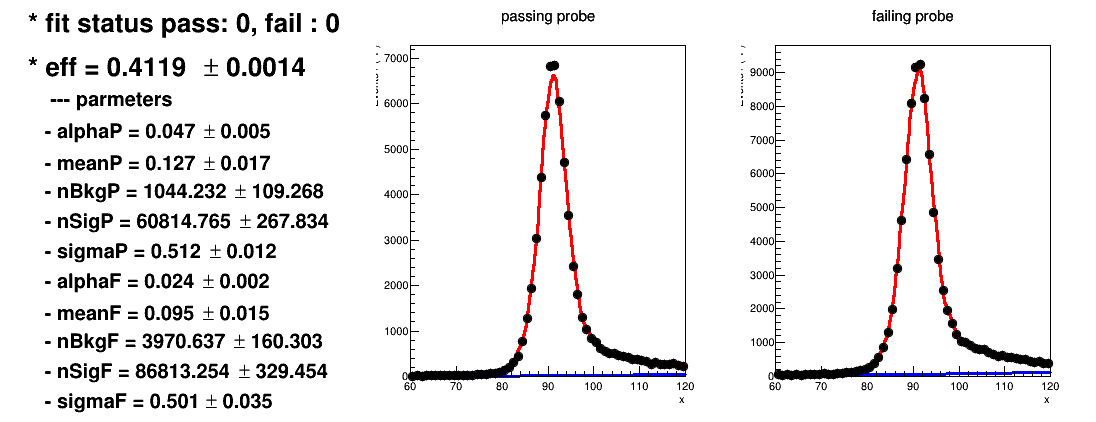 * fit status pass: 0, fail : 0
* eff = 0.4119 ± 0.0014
--- parmeters
- alphaP = 0.047 ± 0.005
- meanP = 0.127 ± 0.017
- nBkgP = 1044.232 ± 109.268
- nSigP = 60814.765 ± 267.834
- sigmaP = 0.512 ± 0.012
- alphaF = 0.024 ± 0.002
- meanF = 0.095 ± 0.015
- nBkgF = 3970.637 ± 160.303
- nSigF = 86813.254 ± 329.454
- sigmaF = 0.501 ± 0.035
passing probe
7000
6000
5000
4000
3000
2000
1000
0
60 70 80 90 100 110 120
x
failing probe
9000
8000
7000
6000
5000
4000
3000
2000
1000
0
60 70 80 90 100 110 120
x